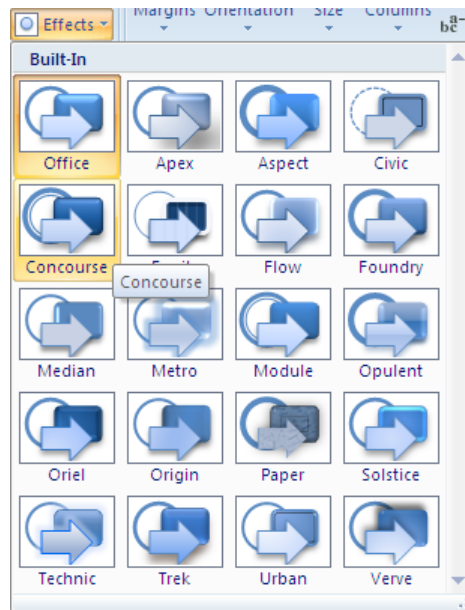 Effects Margins Orientation Size Columns
a-
bc
Built-In
Office Apex Aspect Civic
Concourse Flow Foundry
Concourse
Median Metro Module Opulent
Oriel Origin Paper Solstice
Technic Trek Urban Verve